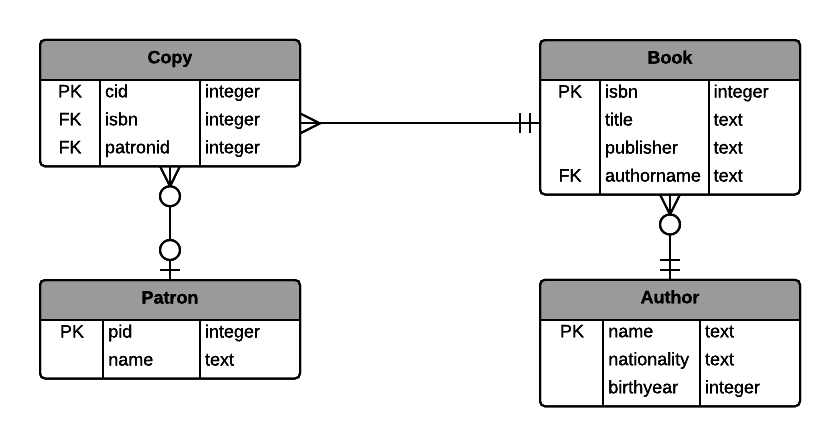 Copy
PK cid integer
FK isbn integer
FK patronid integer
Book
PK isbn integer
title text
publisher text
FK authorname text
Patron
PK pid integer
name text
Author
PK name text
nationality text
birthyear integer